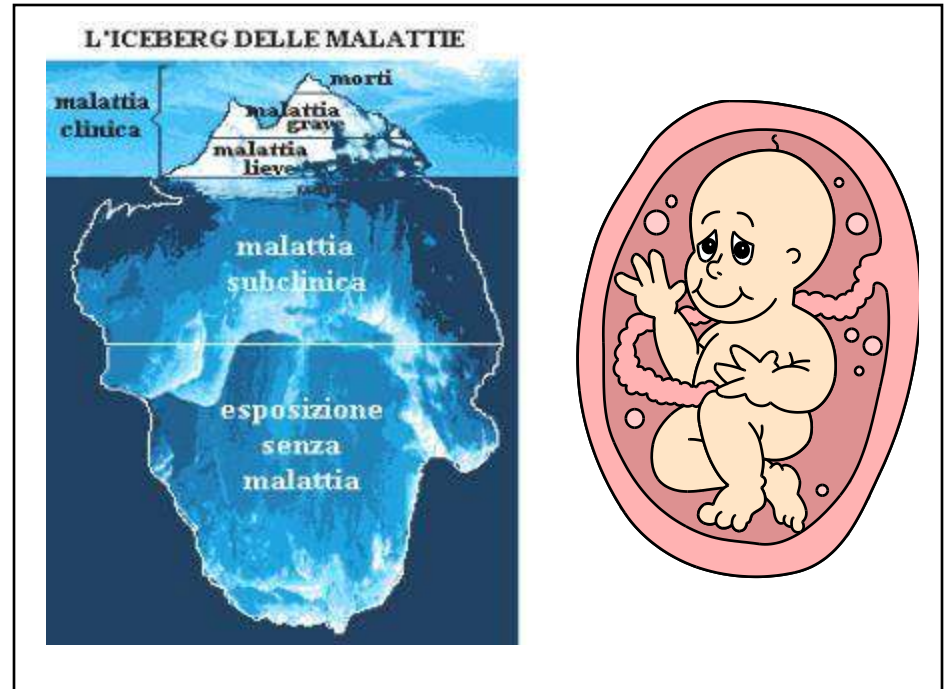 L'ICEBERG DELLE MALATTIE
morti
malattia
clinica
malattia
grave
malattia
lieve
malattia
subclinica
esposizione
senza
malattia